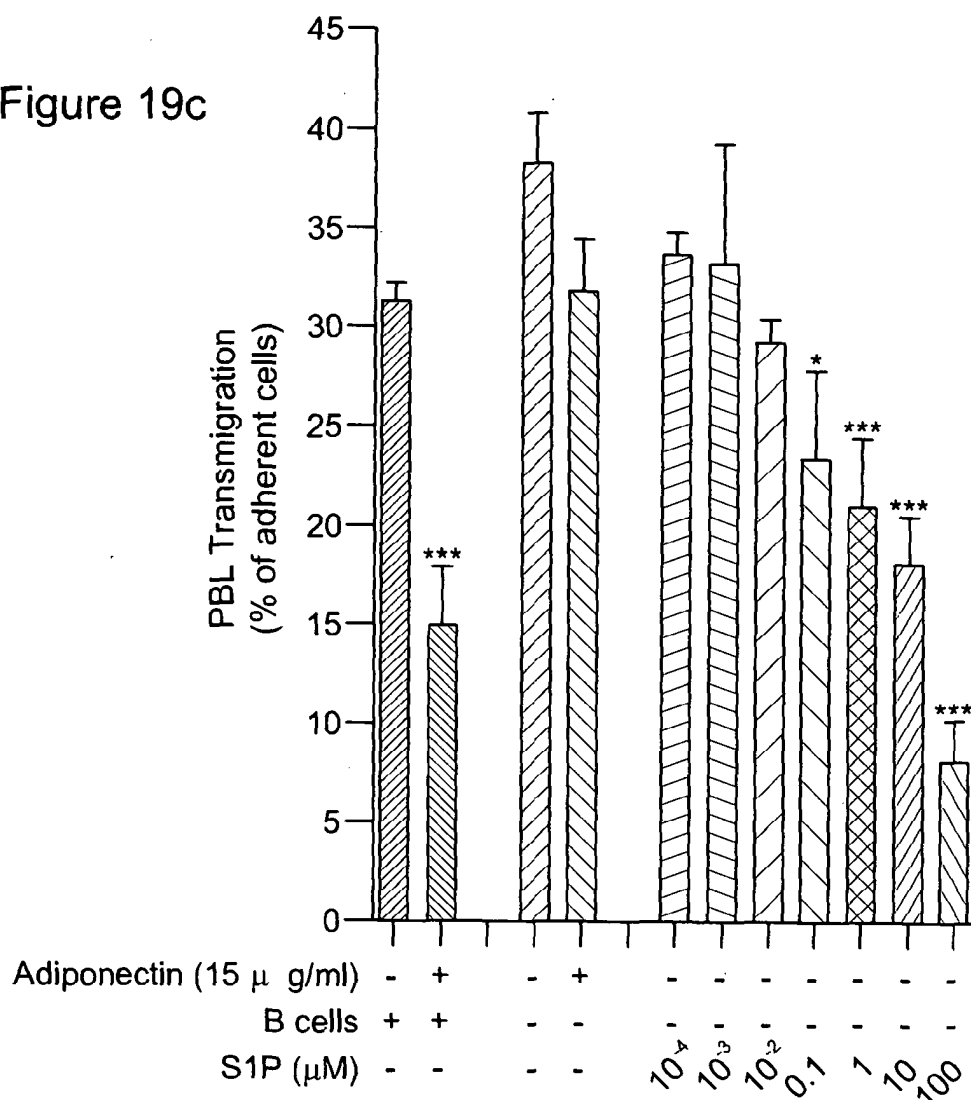 Figure 19c
45
40
35
30
25
20
15
10
5
0
PBL Transmigration
(% of adherent cells)
***
*
***
***
***
Adiponectin (15 μ g/ml) - + - + - - - - - - -
B cells + + - - - - - - - - -
S1P (μM) - - - - 10-4 10-3 10-2 0.1 1 10 100